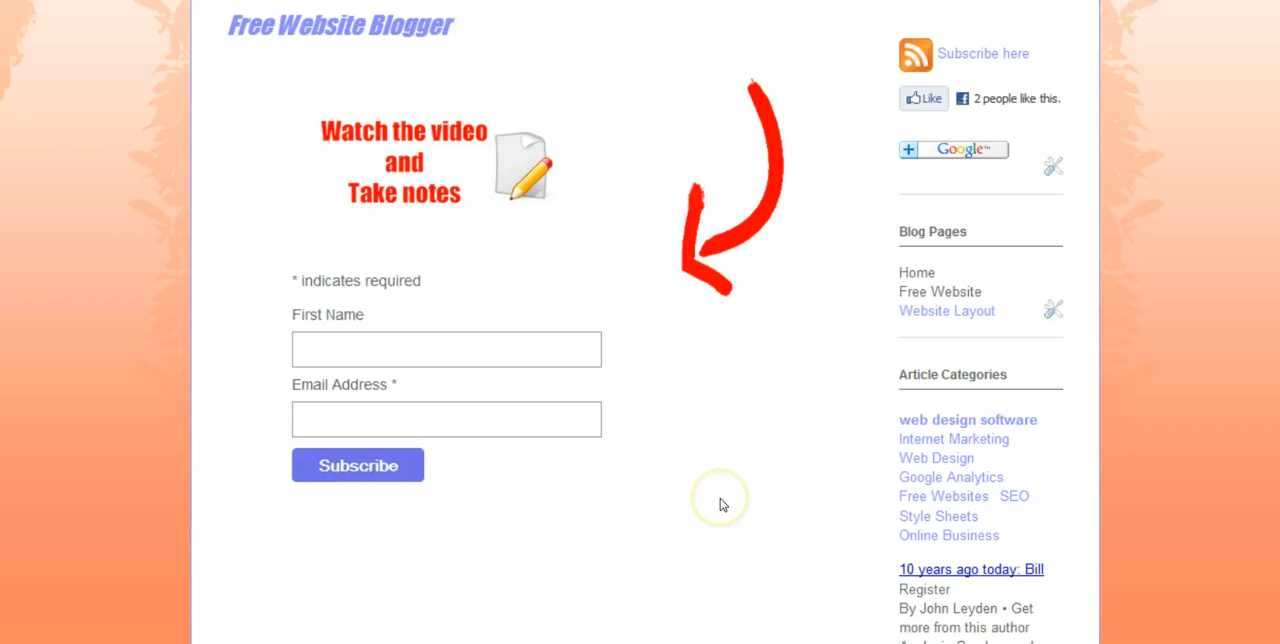 Free Website Blogger
Watch the video
and
Take notes
* indicates required
First Name
Email Address *
Subscribe
Subscribe here
Like
2 people like this.
Google™
Blog Pages
Home
Free Website
Website Layout
Article Categories
web design software
Internet Marketing
Web Design
Google Analytics
Free Websites SEO
Style Sheets
Online Business
10 years ago today: Bill
Register
By John Leyden • Get
more from this author